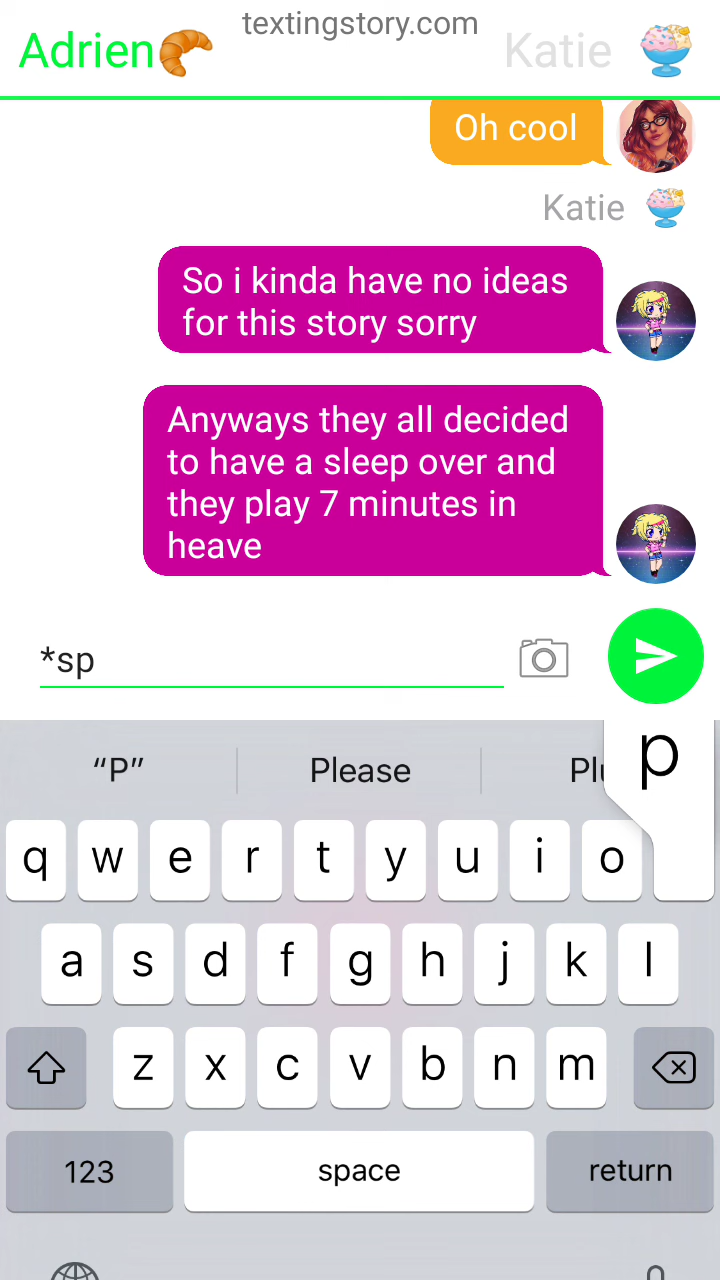 textingstory.com
Adrien🥐 Katie 🍨
Oh cool
Katie 🍨
So i kinda have no ideas
for this story sorry
Anyways they all decided
to have a sleep over and
they play 7 minutes in
heave
*sp
“P” Please Plu
p
q w e r t y u i o
a s d f g h j k l
z x c v b n m
123 space return